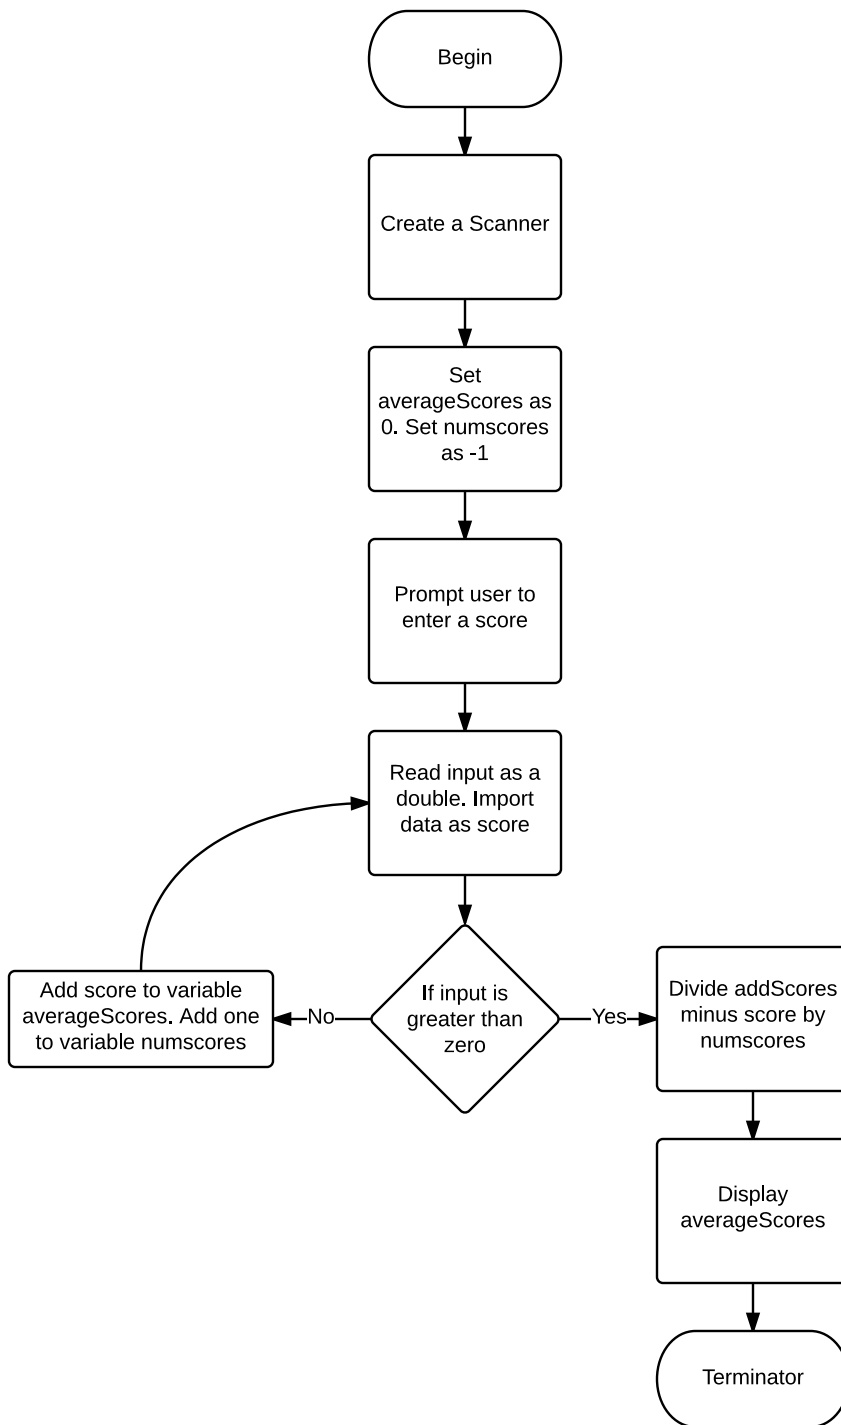 Begin
Create a Scanner
Set
averageScores as
0. Set numscores
as -1
Prompt user to
enter a score
Read input as a
double. Import
data as score
If input is
greater than
zero
No
Add score to variable
averageScores. Add one
to variable numscores
Yes
Divide addScores
minus score by
numscores
Display
averageScores
Terminator